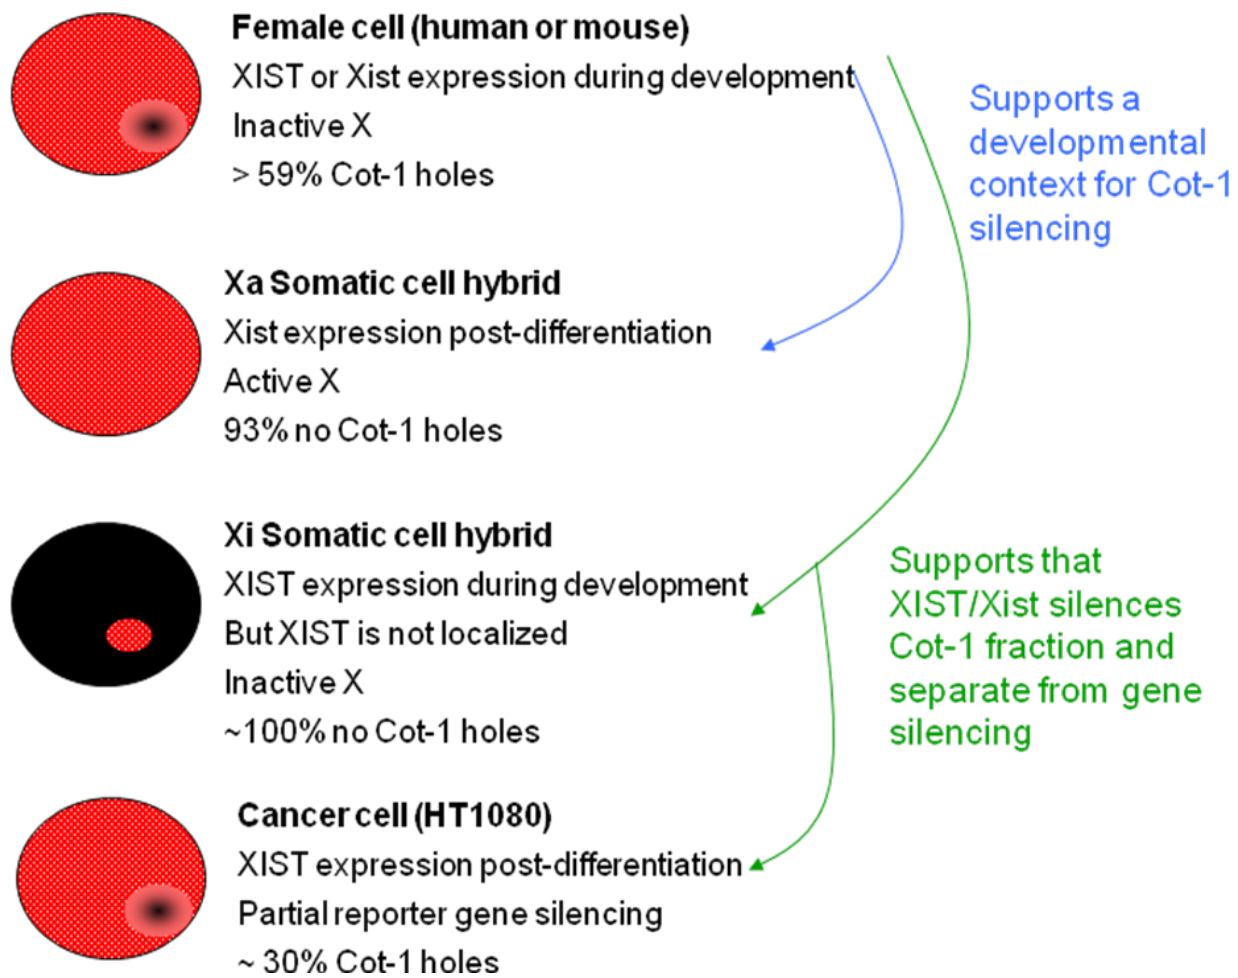 Female cell (human or mouse)
XIST or Xist expression during development
Inactive X
> 59% Cot-1 holes
Supports a
developmental
context for Cot-1
silencing
Xa Somatic cell hybrid
Xist expression post-differentiation
Active X
93% no Cot-1 holes
Xi Somatic cell hybrid
XIST expression during development
But XIST is not localized
Inactive X
~100% no Cot-1 holes
Supports that
XIST/Xist silences
Cot-1 fraction and
separate from gene
silencing
Cancer cell (HT1080)
XIST expression post-differentiation
Partial reporter gene silencing
~ 30% Cot-1 holes